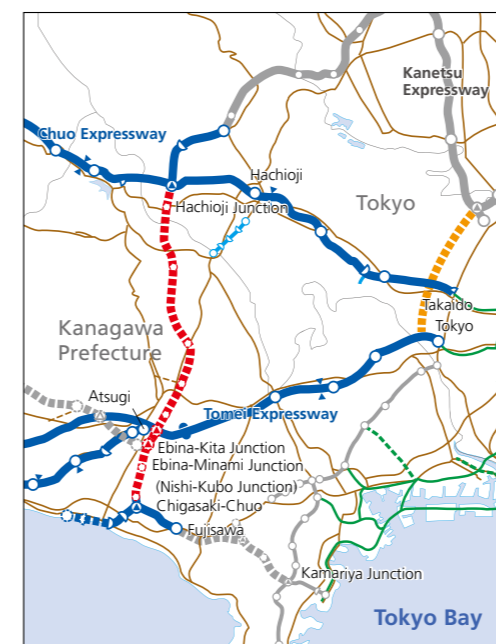 Kanetsu
Expressway
Chuo Expressway
Hachioji
Hachioji Junction
Tokyo
Takaido
Tokyo
Kanagawa
Prefecture
Atsugi
Tomei Expressway
Ebina-Kita Junction
Ebina-Minami Junction
(Nishi-Kubo Junction)
Chigasaki-Chuo
Fujisawa
Kamariya Junction
Tokyo Bay